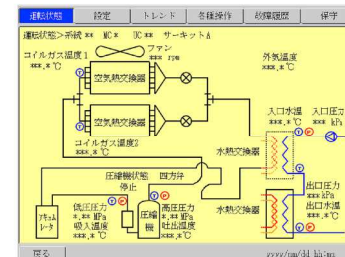 運転状態 設定 トレンド 各種操作 故障履歴 保守
運転状態>系統 ** MC* UC** サーキットA
コイルガス温度1 ファン
***.*℃ *** rpm
外気温度
***.*℃
空気熱交換器
空気熱交換器
入口水温 入口圧力
***.*℃ *** kPa
コイルガス温度2
***.*℃
水熱交換器
圧縮機状態 四方弁
停止
低圧圧力
*.** MPa
吸入温度
***.*℃
高圧圧力
*.** MPa
吐出温度
***.*℃
アキュム
レータ
圧縮
機
水熱交換器
出口圧力
*** kPa
出口水温
***.*℃
戻る yyyy/mm/dd hh:mm